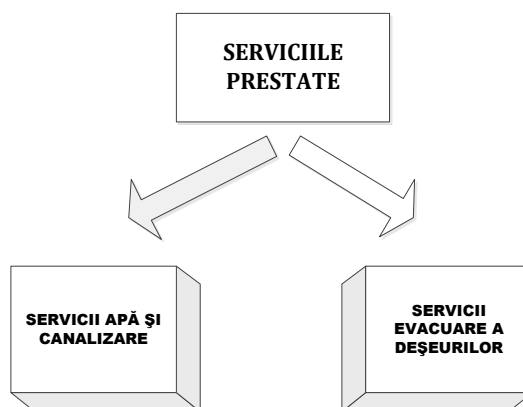 SERVICIILE
PRESTATE
SERVICII APĂ ŞI
CANALIZARE
SERVICII
EVACUARE A
DEŞEURILOR